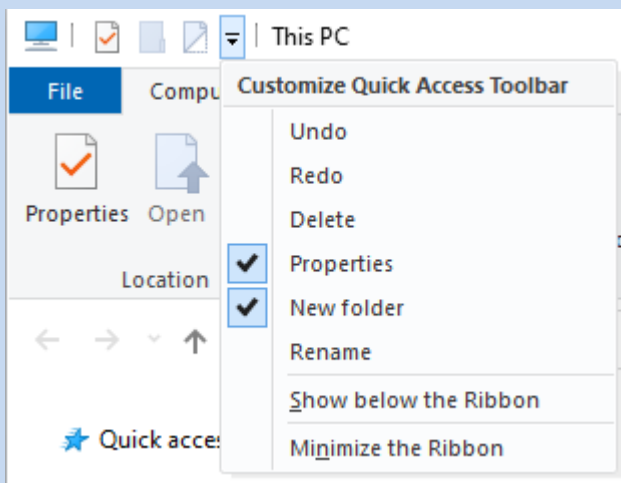 This PC
File
Compu
Customize Quick Access Toolbar
Undo
Redo
Delete
Properties
New folder
Rename
Show below the Ribbon
Minimize the Ribbon
Properties
Open
Location
Quick acces